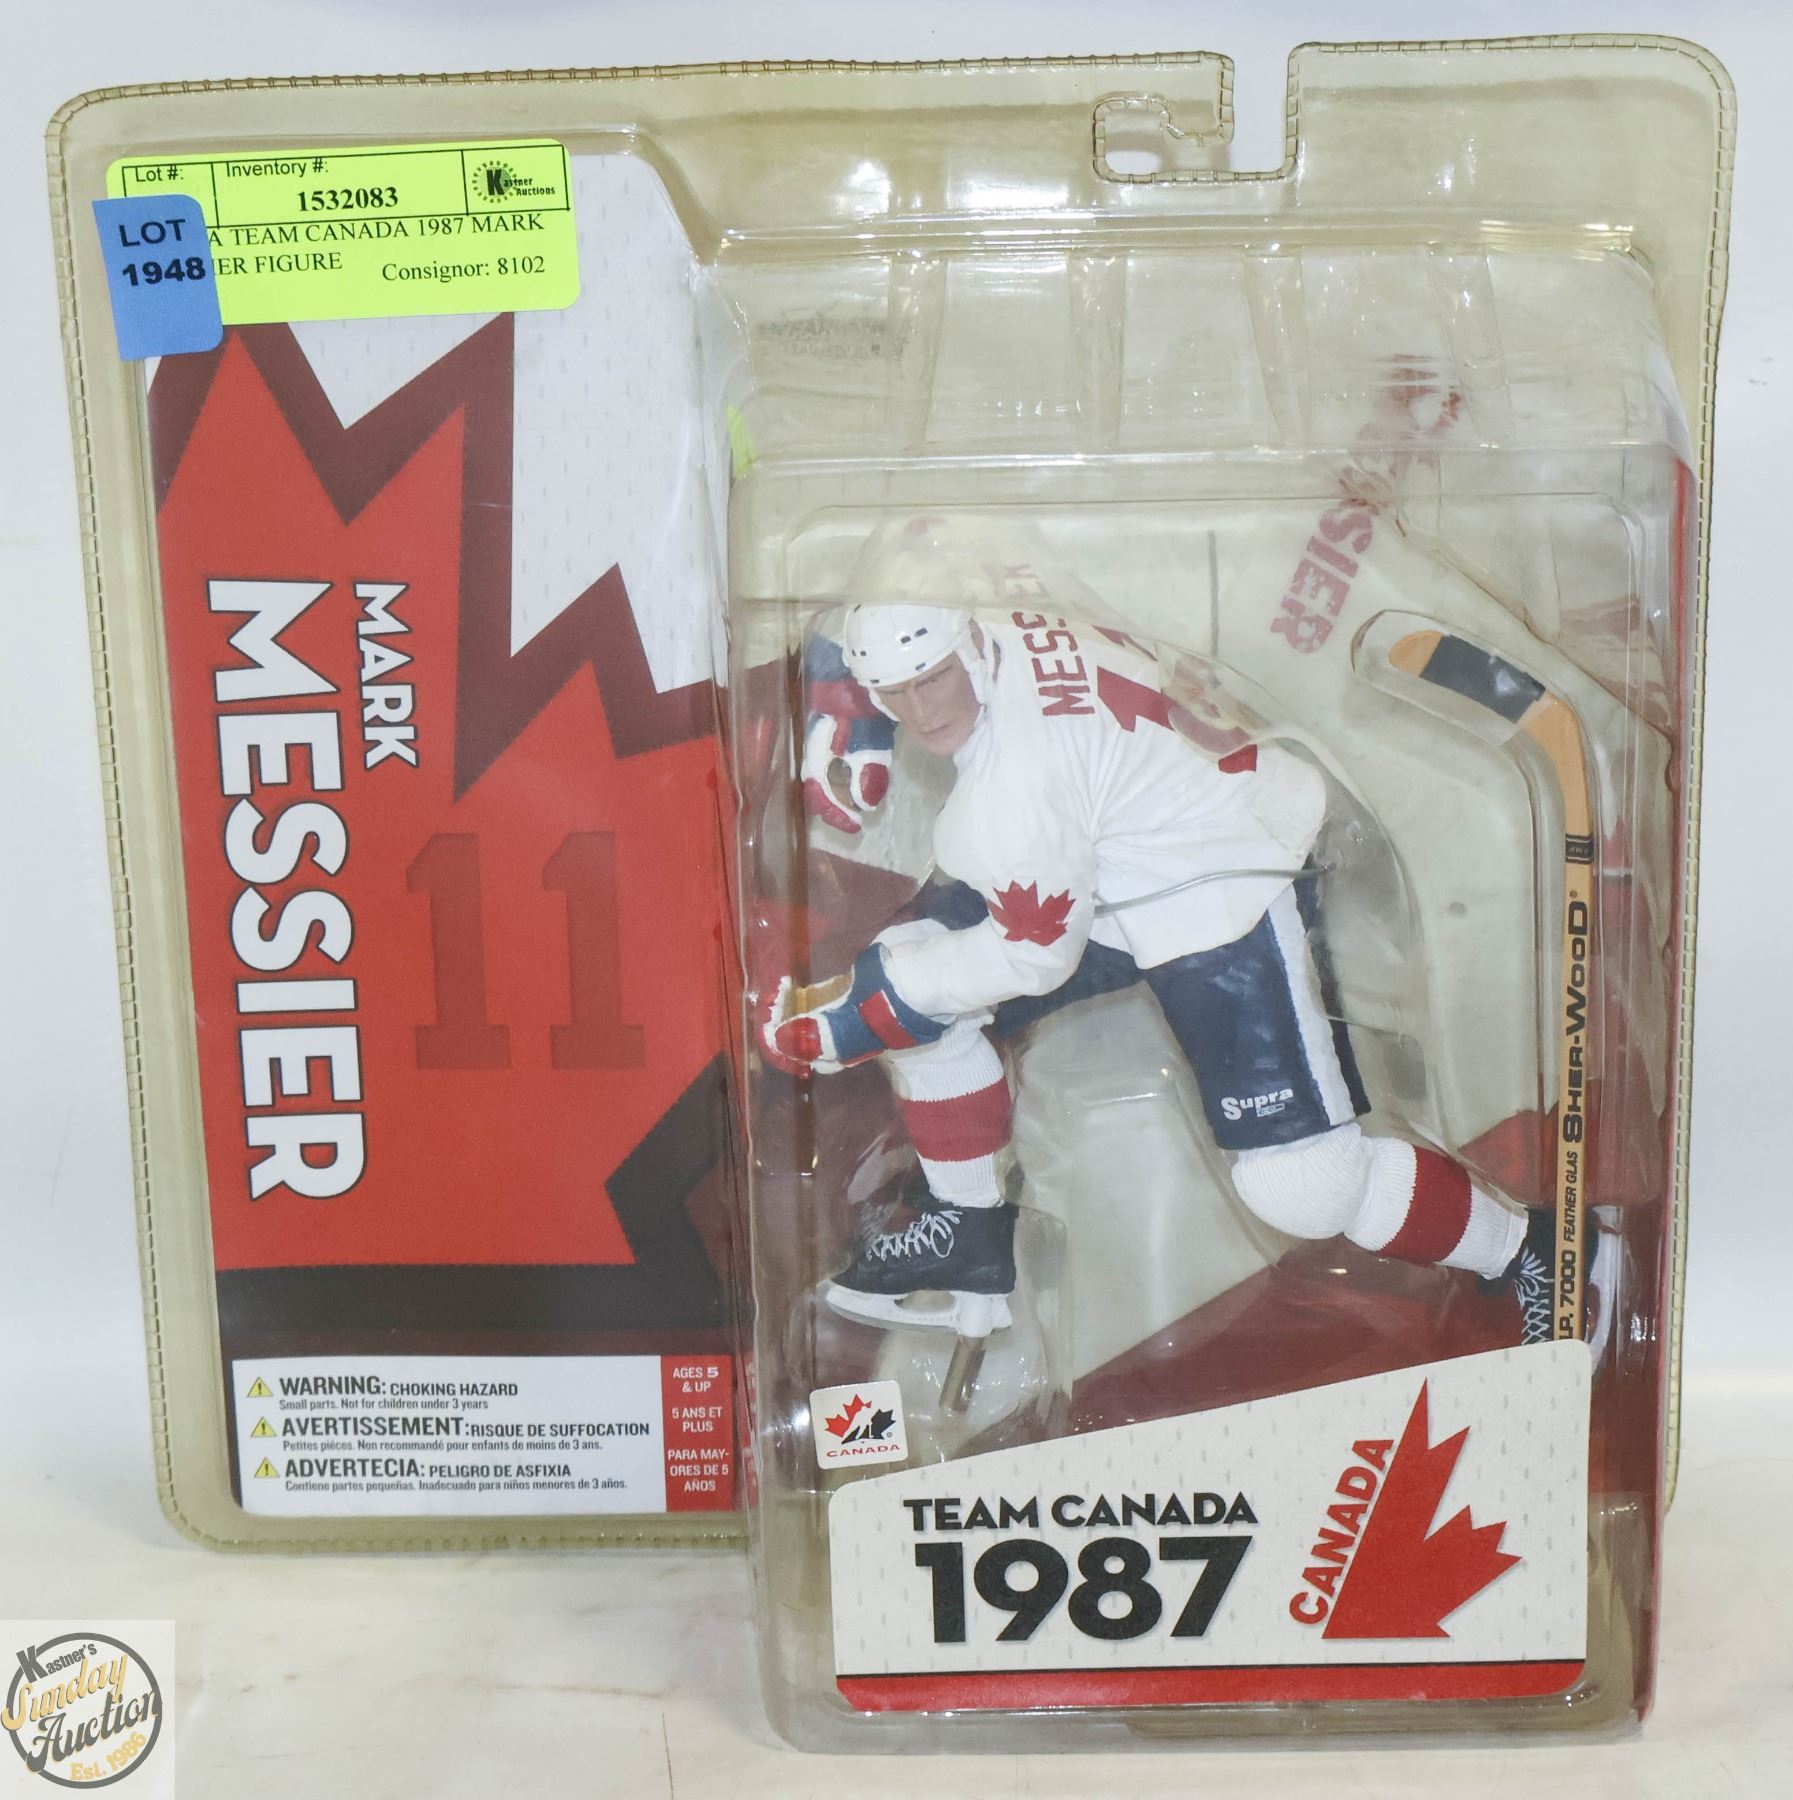 Lot #:
Inventory #:
1532083
Kastner
Auctions
A TEAM CANADA 1987 MARK
IER FIGURE
Consignor: 8102
LOT
1948
MARK
MESSIER
11
MESSIER
MESSIER
1
Supra
.COM
SHER-WOOD®
FEATHER GLAS
.P. 7000
WARNING: CHOKING HAZARD
Small parts. Not for children under 3 years
AVERTISSEMENT: RISQUE DE SUFFOCATION
Petites pièces. Non recommandé pour enfants de moins de 3 ans.
ADVERTECIA: PELIGRO DE ASFIXIA
Contiene partes pequeñas. Inadecuado para niños menores de 3 años.
AGES 5
& UP
5 ANS ET
PLUS
PARA MAY-
ORES DE 5
AÑOS
CANADA
TEAM CANADA
1987
CANADA
Kastner's
Sunday
Auction
Est. 1986